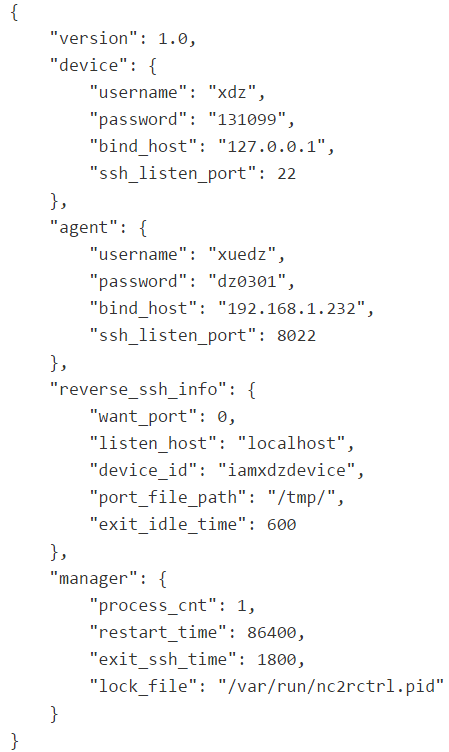 {
    "version": 1.0,
    "device": {
        "username": "xdz",
        "password": "131099",
        "bind_host": "127.0.0.1",
        "ssh_listen_port": 22
    },
    "agent": {
        "username": "xuedz",
        "password": "dz0301",
        "bind_host": "192.168.1.232",
        "ssh_listen_port": 8022
    },
    "reverse_ssh_info": {
        "want_port": 0,
        "listen_host": "localhost",
        "device_id": "iamxdzdevice",
        "port_file_path": "/tmp/",
        "exit_idle_time": 600
    },
    "manager": {
        "process_cnt": 1,
        "restart_time": 86400,
        "exit_ssh_time": 1800,
        "lock_file": "/var/run/nc2rctrl.pid"
    }
}